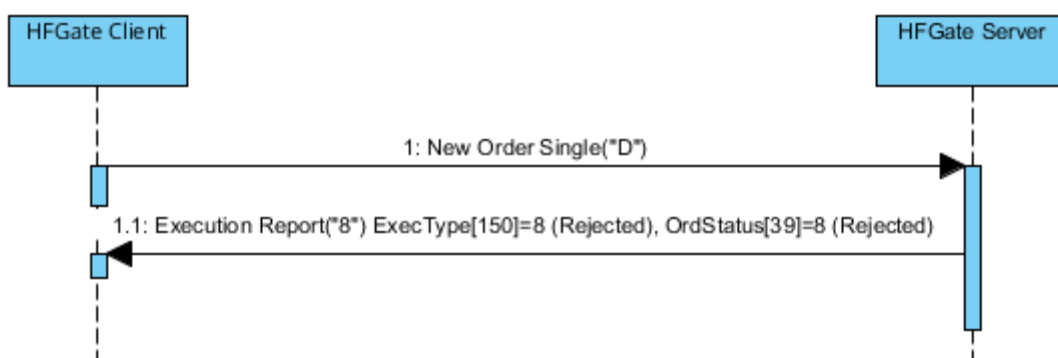 HFGate Client
HFGate Server
1: New Order Single("D")
1.1: Execution Report("8") ExecType[150]=8 (Rejected), OrdStatus[39]=8 (Rejected)